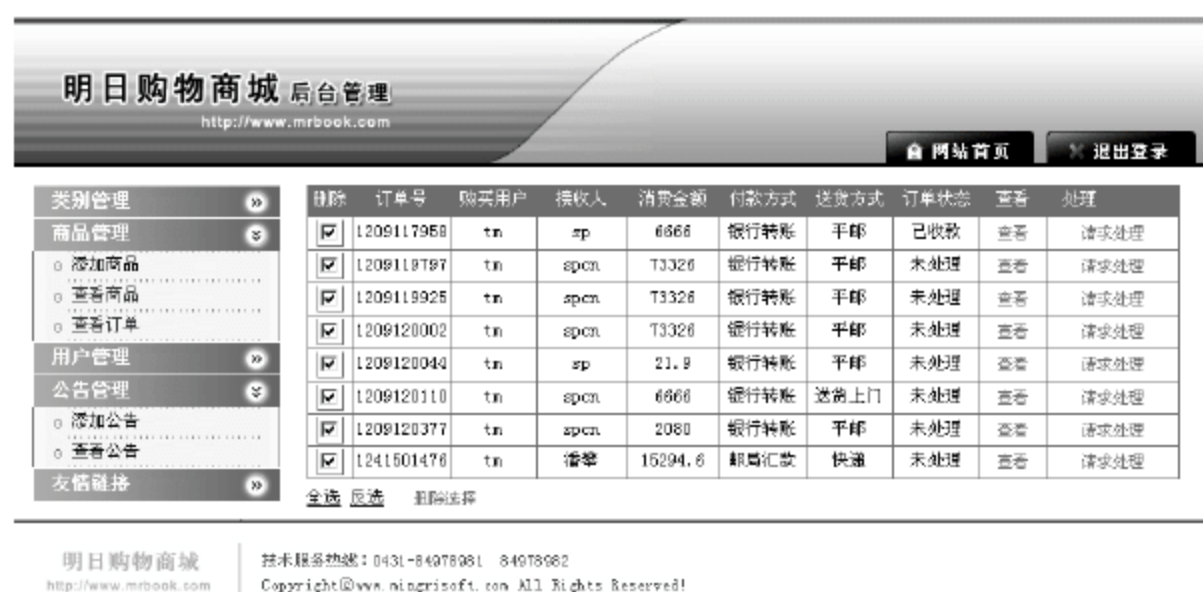 明日购物商城 后台管理
http://www.mrbook.com
网站首页 退出登录
类别管理
商品管理
添加商品
查看商品
查看订单
用户管理
公告管理
添加公告
查看公告
友情链接
删除 订单号 购买用户 接收人 消费金额 付款方式 送货方式 订单状态 查看 处理
1209117958 tm sp 6666 银行转账 平邮 已收款 查看 请求处理
1209119797 tm spcn 73326 银行转账 平邮 未处理 查看 请求处理
1209119925 tm spcn 73326 银行转账 平邮 未处理 查看 请求处理
1209120002 tm spcn 73326 银行转账 平邮 未处理 查看 请求处理
1209120044 tm sp 21.9 银行转账 平邮 未处理 查看 请求处理
1209120110 tm spcn 6666 银行转账 送货上门 未处理 查看 请求处理
1209120377 tm spcn 2080 银行转账 平邮 未处理 查看 请求处理
1241501476 tm 潘攀 15294.6 邮局汇款 快递 未处理 查看 请求处理
全选 反选 删除选择
明日购物商城
http://www.mrbook.com
技术服务热线：0431-84978981 84978982
Copyright©www.mingrisoft.com All Rights Reserved!